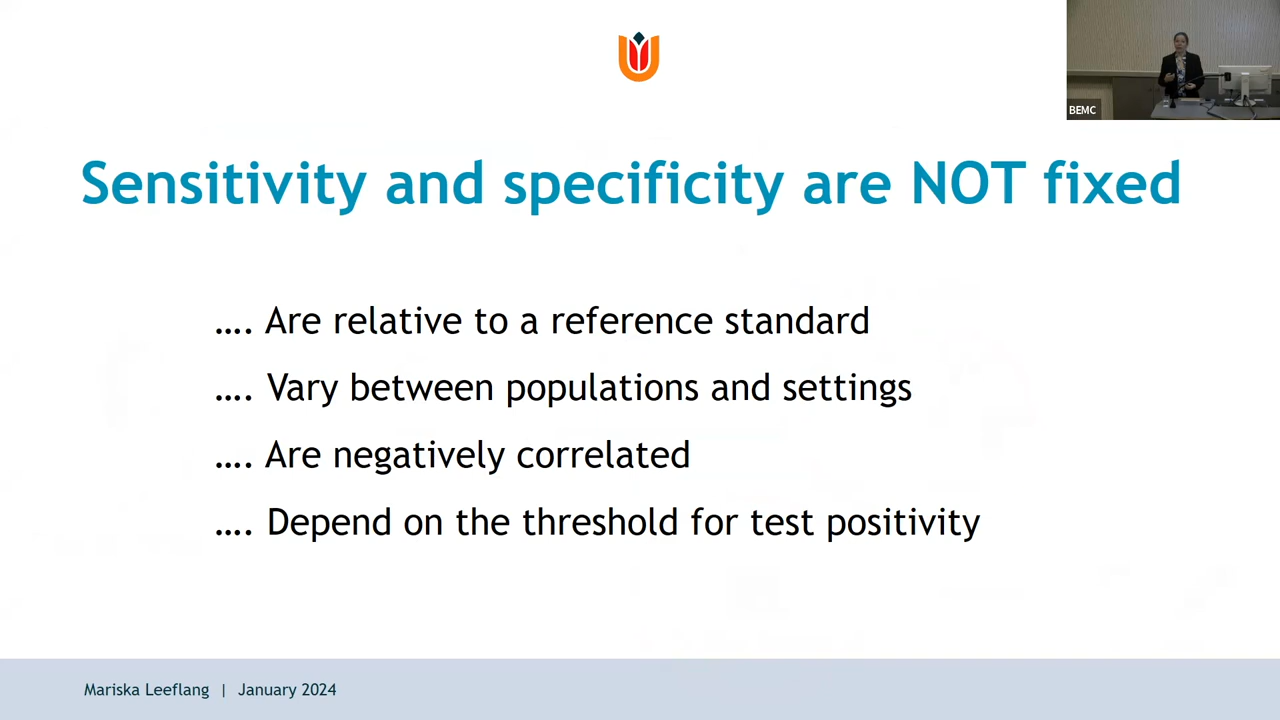 BEMC
Sensitivity and specificity are NOT fixed
.... Are relative to a reference standard
.... Vary between populations and settings
.... Are negatively correlated
.... Depend on the threshold for test positivity
Mariska Leeflang | January 2024